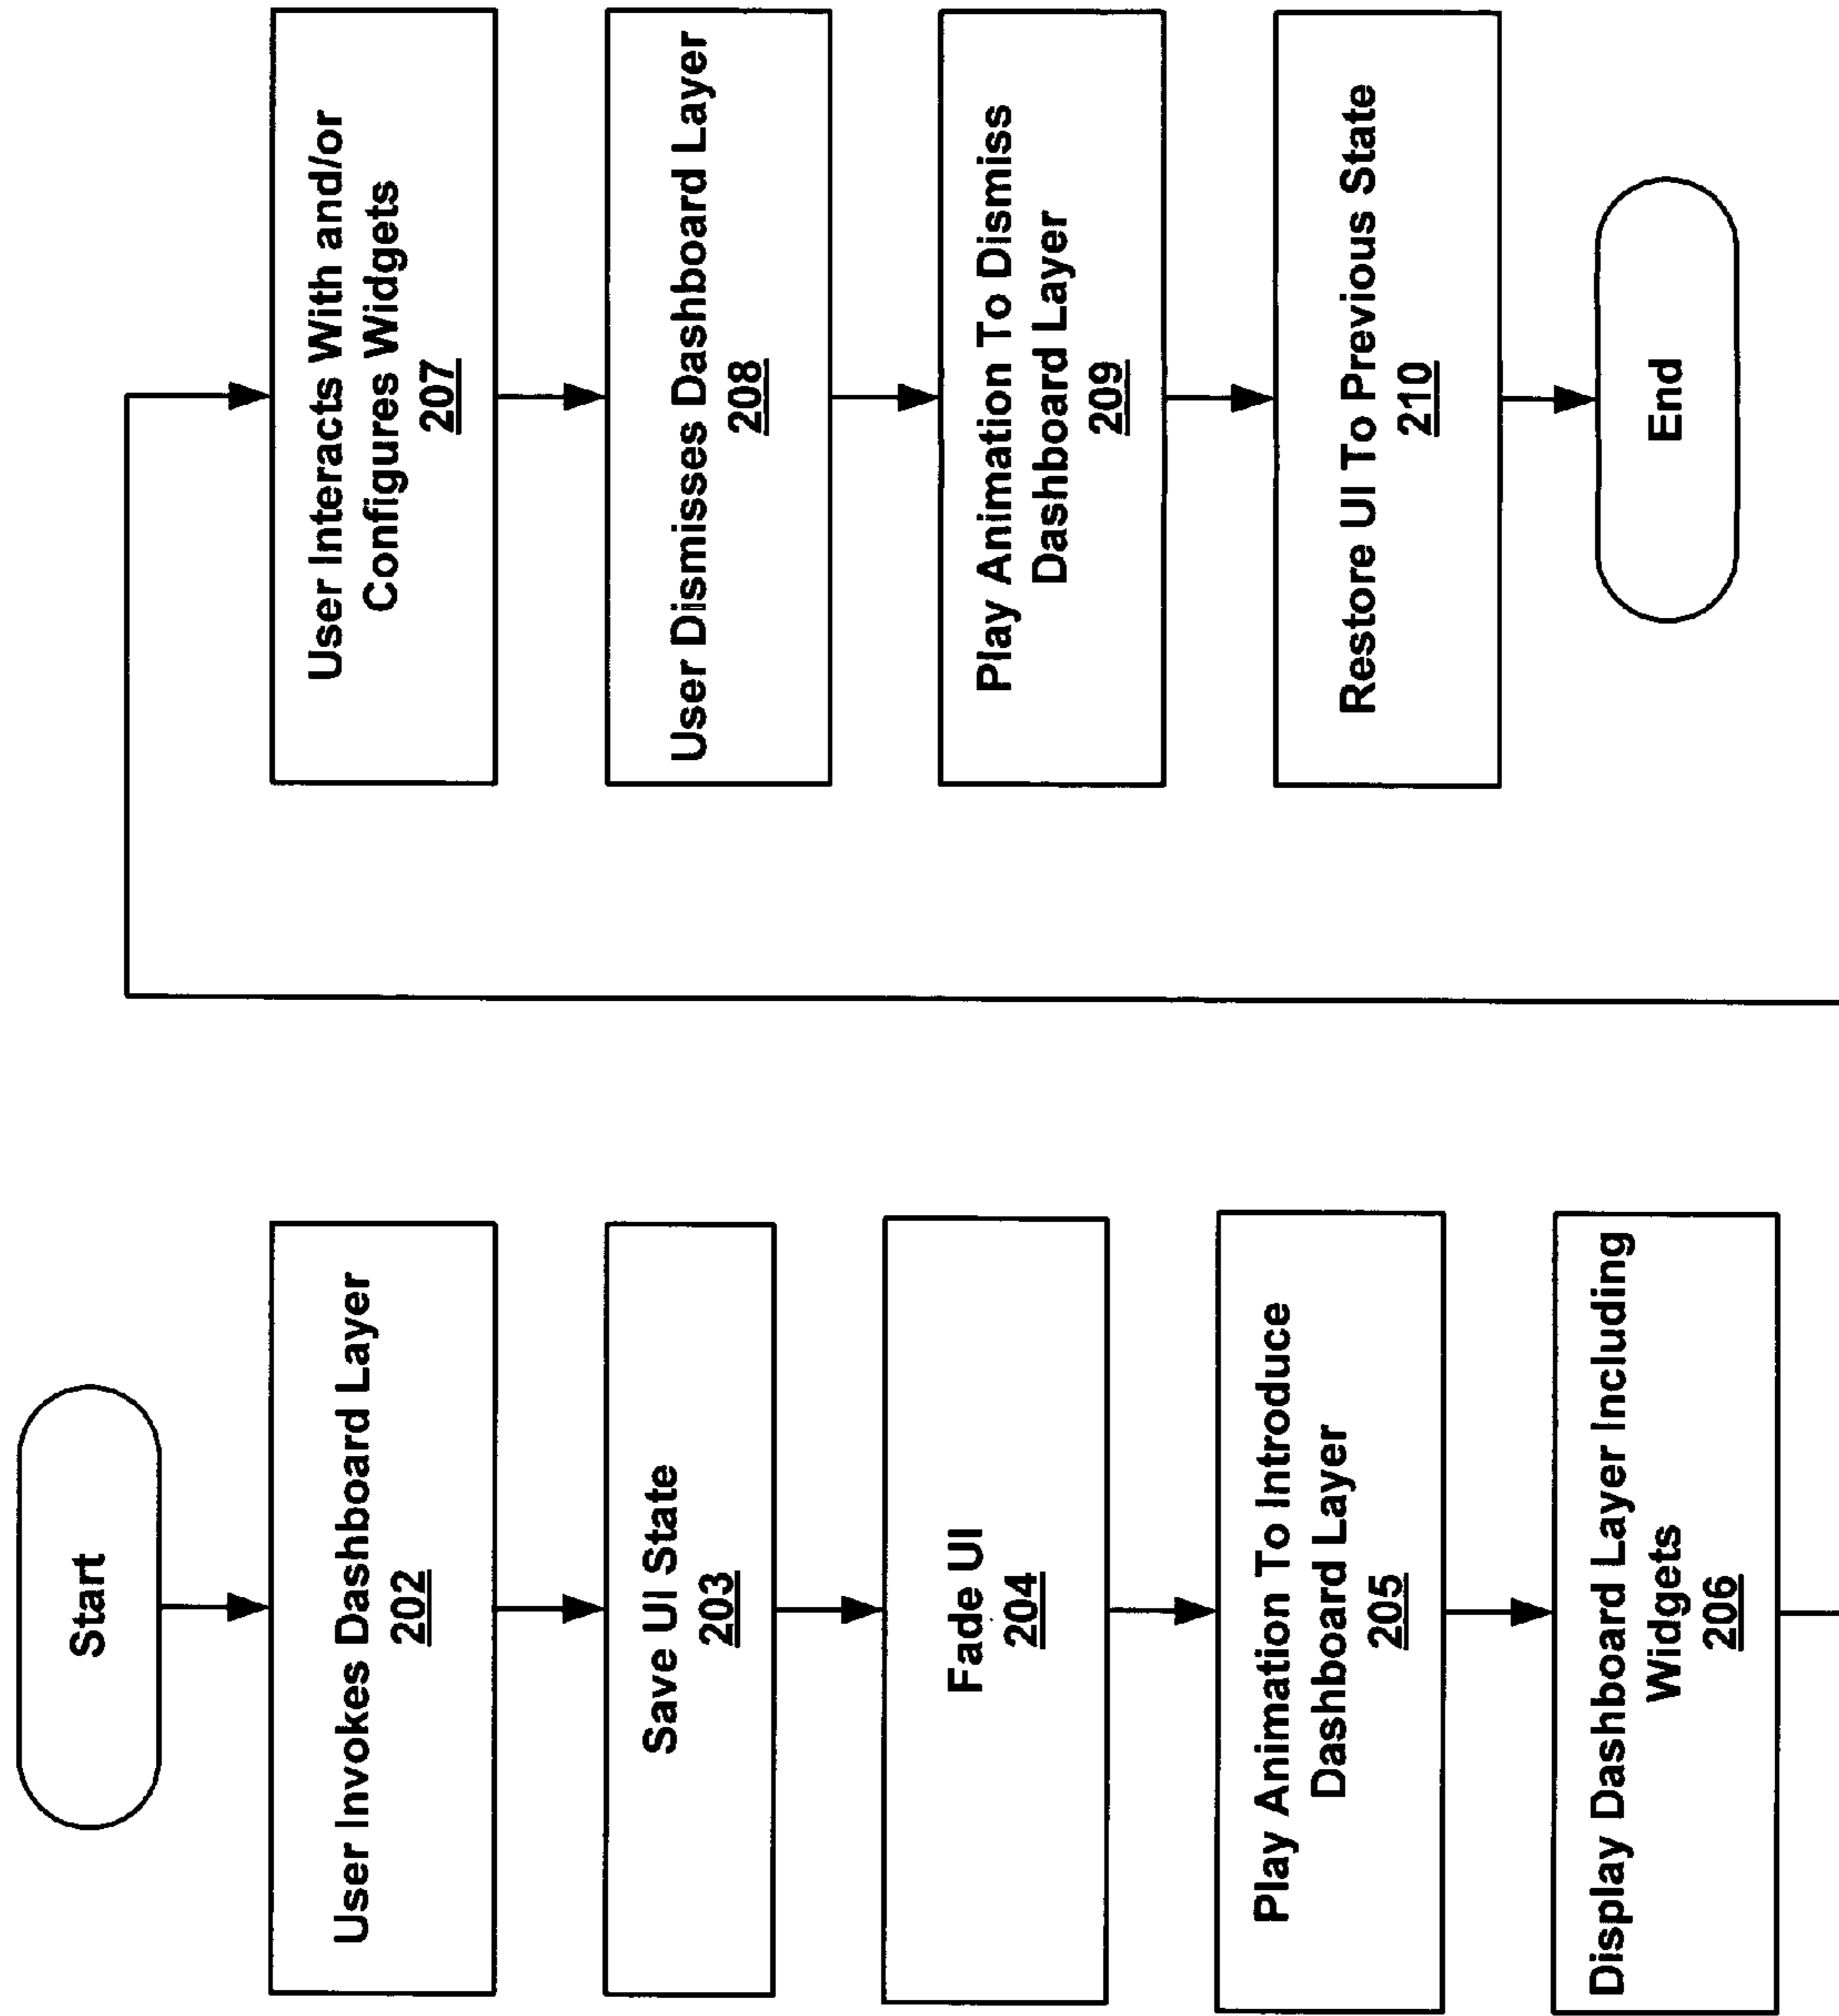 Start
User Invokes Dashboard Layer
202
Save UI State
203
Fade UI
204
Play Animation To Introduce
Dashboard Layer
205
Display Dashboard Layer Including
Widgets
206
User Interacts With and/or
Configures Widgets
207
User Dismisses Dashboard Layer
208
Play Animation To Dismiss
Dashboard Layer
209
Restore UI To Previous State
210
End